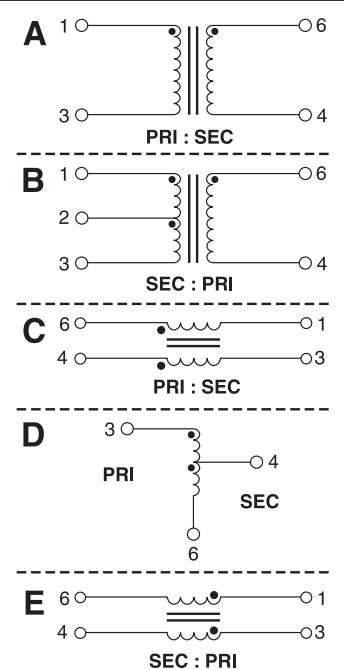 A 1 6
3 4
PRI : SEC
B 1 6
2
3 4
SEC : PRI
C 6 1
4 3
PRI : SEC
D 3
4
PRI
SEC
6
E 6 1
4 3
SEC : PRI